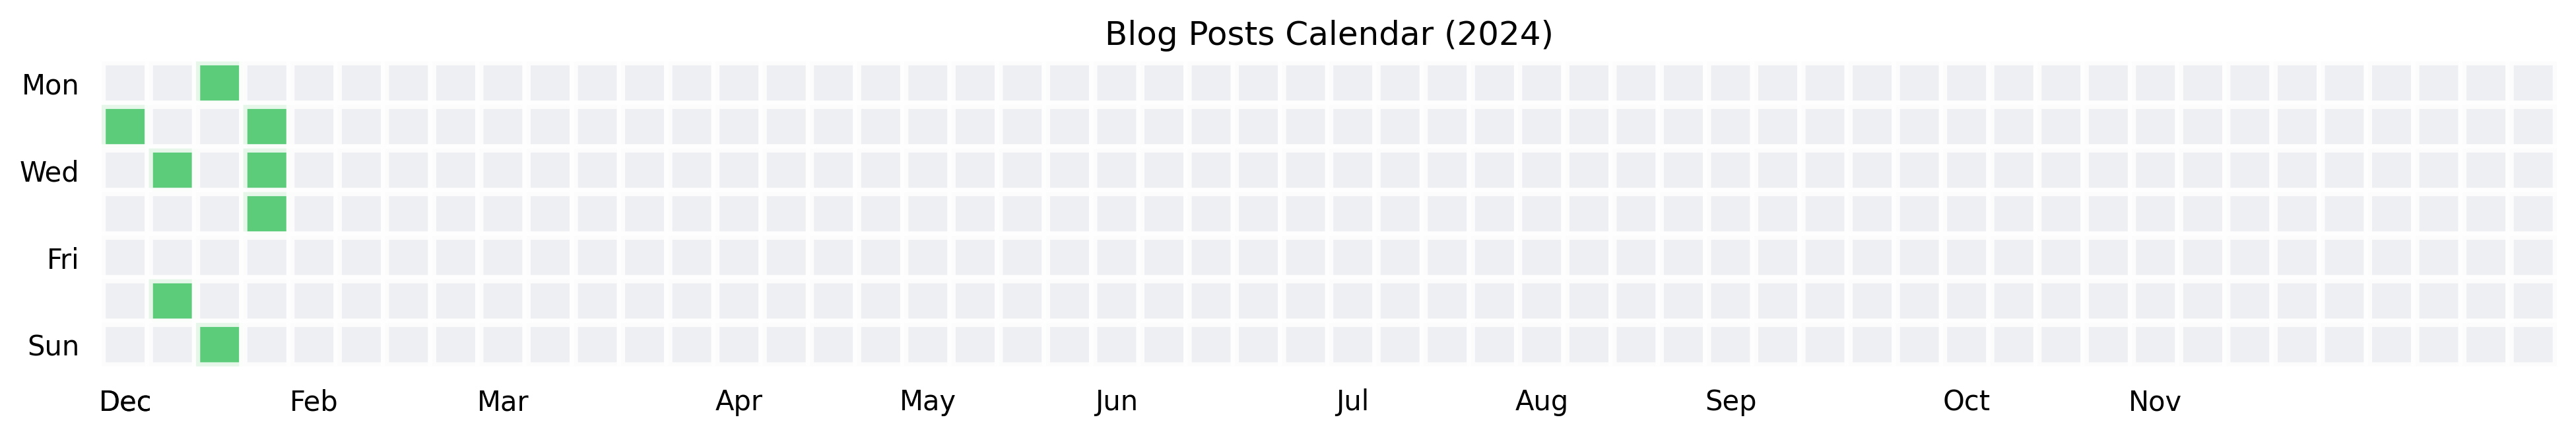 Blog Posts Calendar (2024)
Mon
Wed
Fri
Sun
Dec Feb Mar Apr May Jun Jul Aug Sep Oct Nov